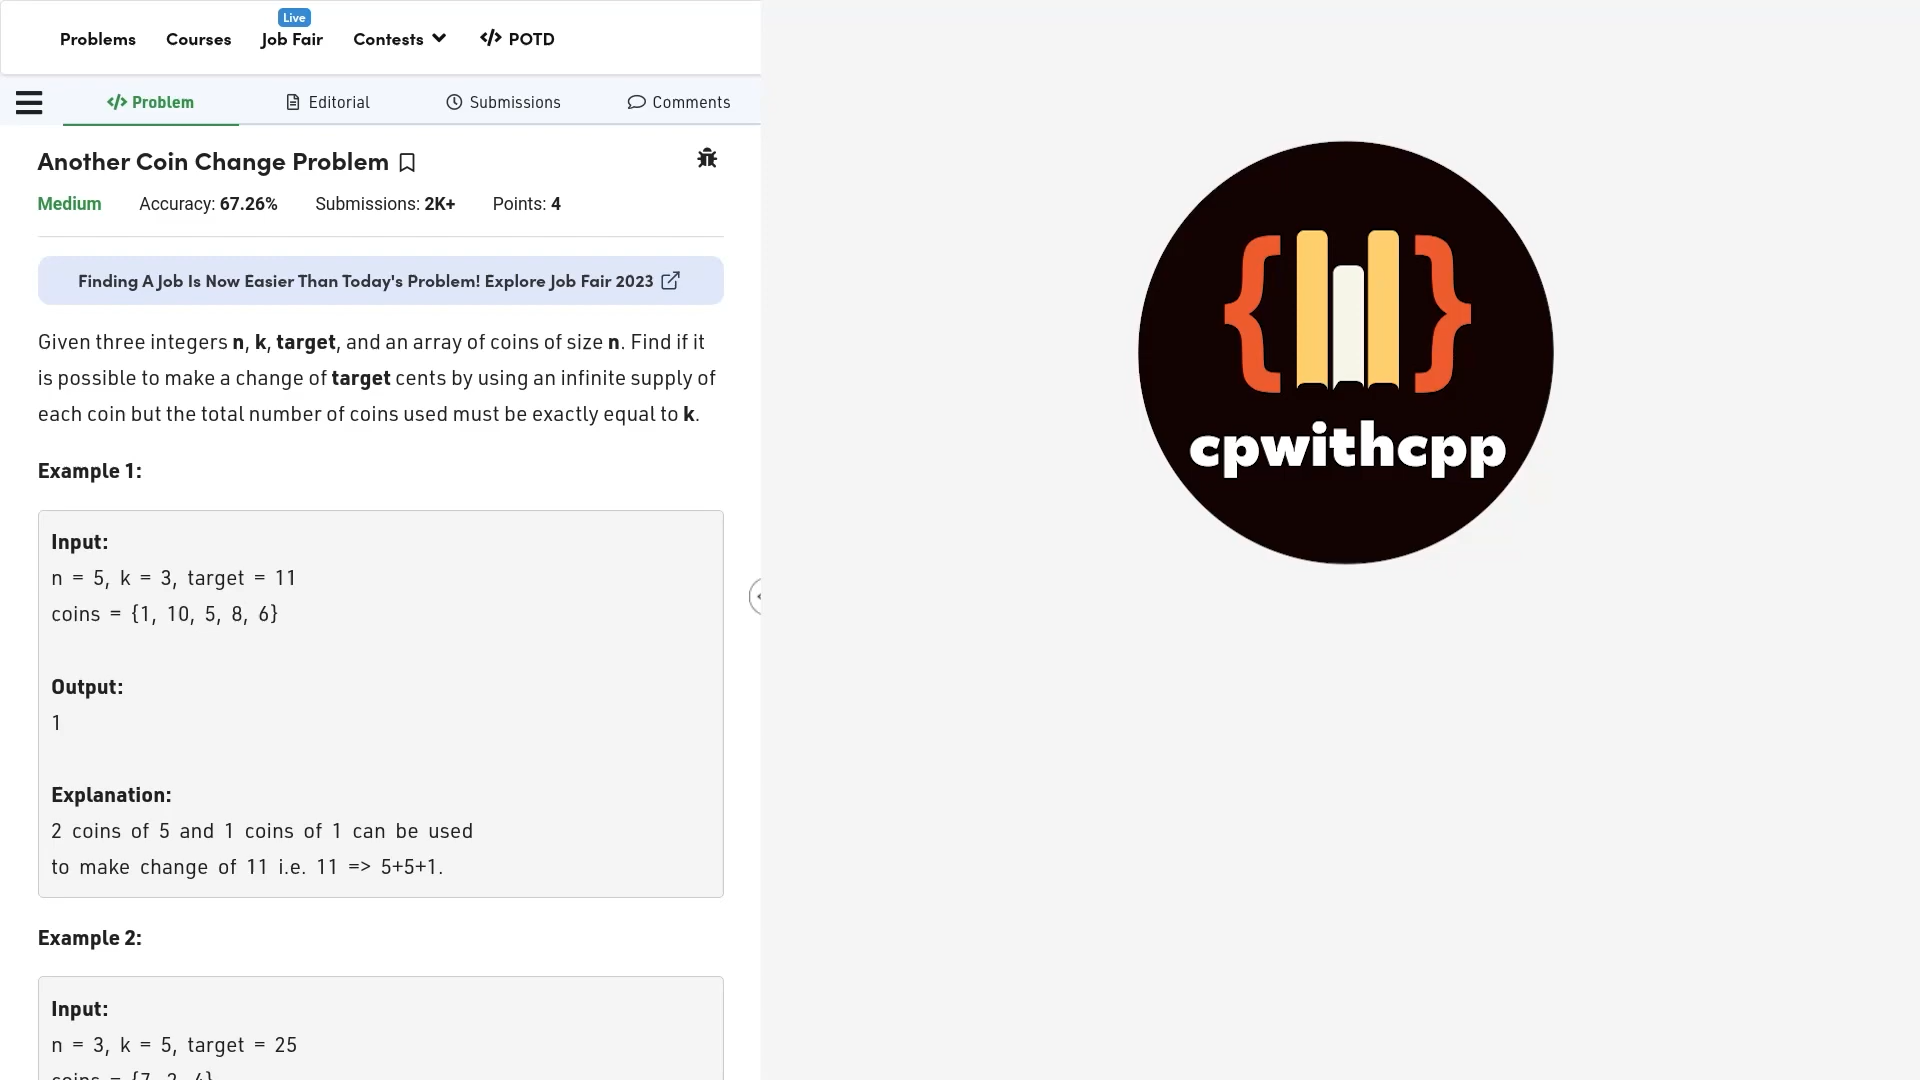 Live
Problems Courses Job Fair Contests POTD
Problem Editorial Submissions Comments
Another Coin Change Problem
Medium Accuracy: 67.26% Submissions: 2K+ Points: 4
Finding A Job Is Now Easier Than Today's Problem! Explore Job Fair 2023
Given three integers n, k, target, and an array of coins of size n. Find if it
is possible to make a change of target cents by using an infinite supply of
each coin but the total number of coins used must be exactly equal to k.
Example 1:
Input:
n = 5, k = 3, target = 11
coins = {1, 10, 5, 8, 6}
Output:
1
Explanation:
2 coins of 5 and 1 coins of 1 can be used
to make change of 11 i.e. 11 => 5+5+1.
Example 2:
Input:
n = 3, k = 5, target = 25
coins = {7, 2, 4}
cpwithcpp